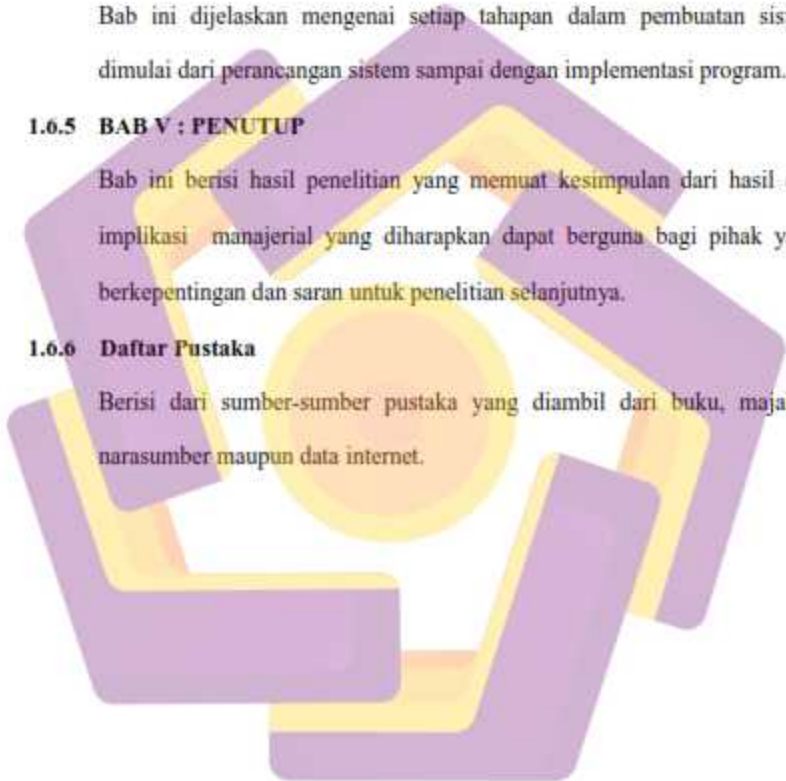 Bab ini dijelaskan mengenai setiap tahapan dalam pembuatan sis
dimulai dari perancangan sistem sampai dengan implementasi program.
1.6.5 BAB V : PENUTUP
Bab ini berisi hasil penelitian yang memuat kesimpulan dari hasil
implikasi manajerial yang diharapkan dapat berguna bagi pihak y
berkepentingan dan saran untuk penelitian selanjutnya.
1.6.6 Daftar Pustaka
Berisi dari sumber-sumber pustaka yang diambil dari buku, maja
narasumber maupun data internet.